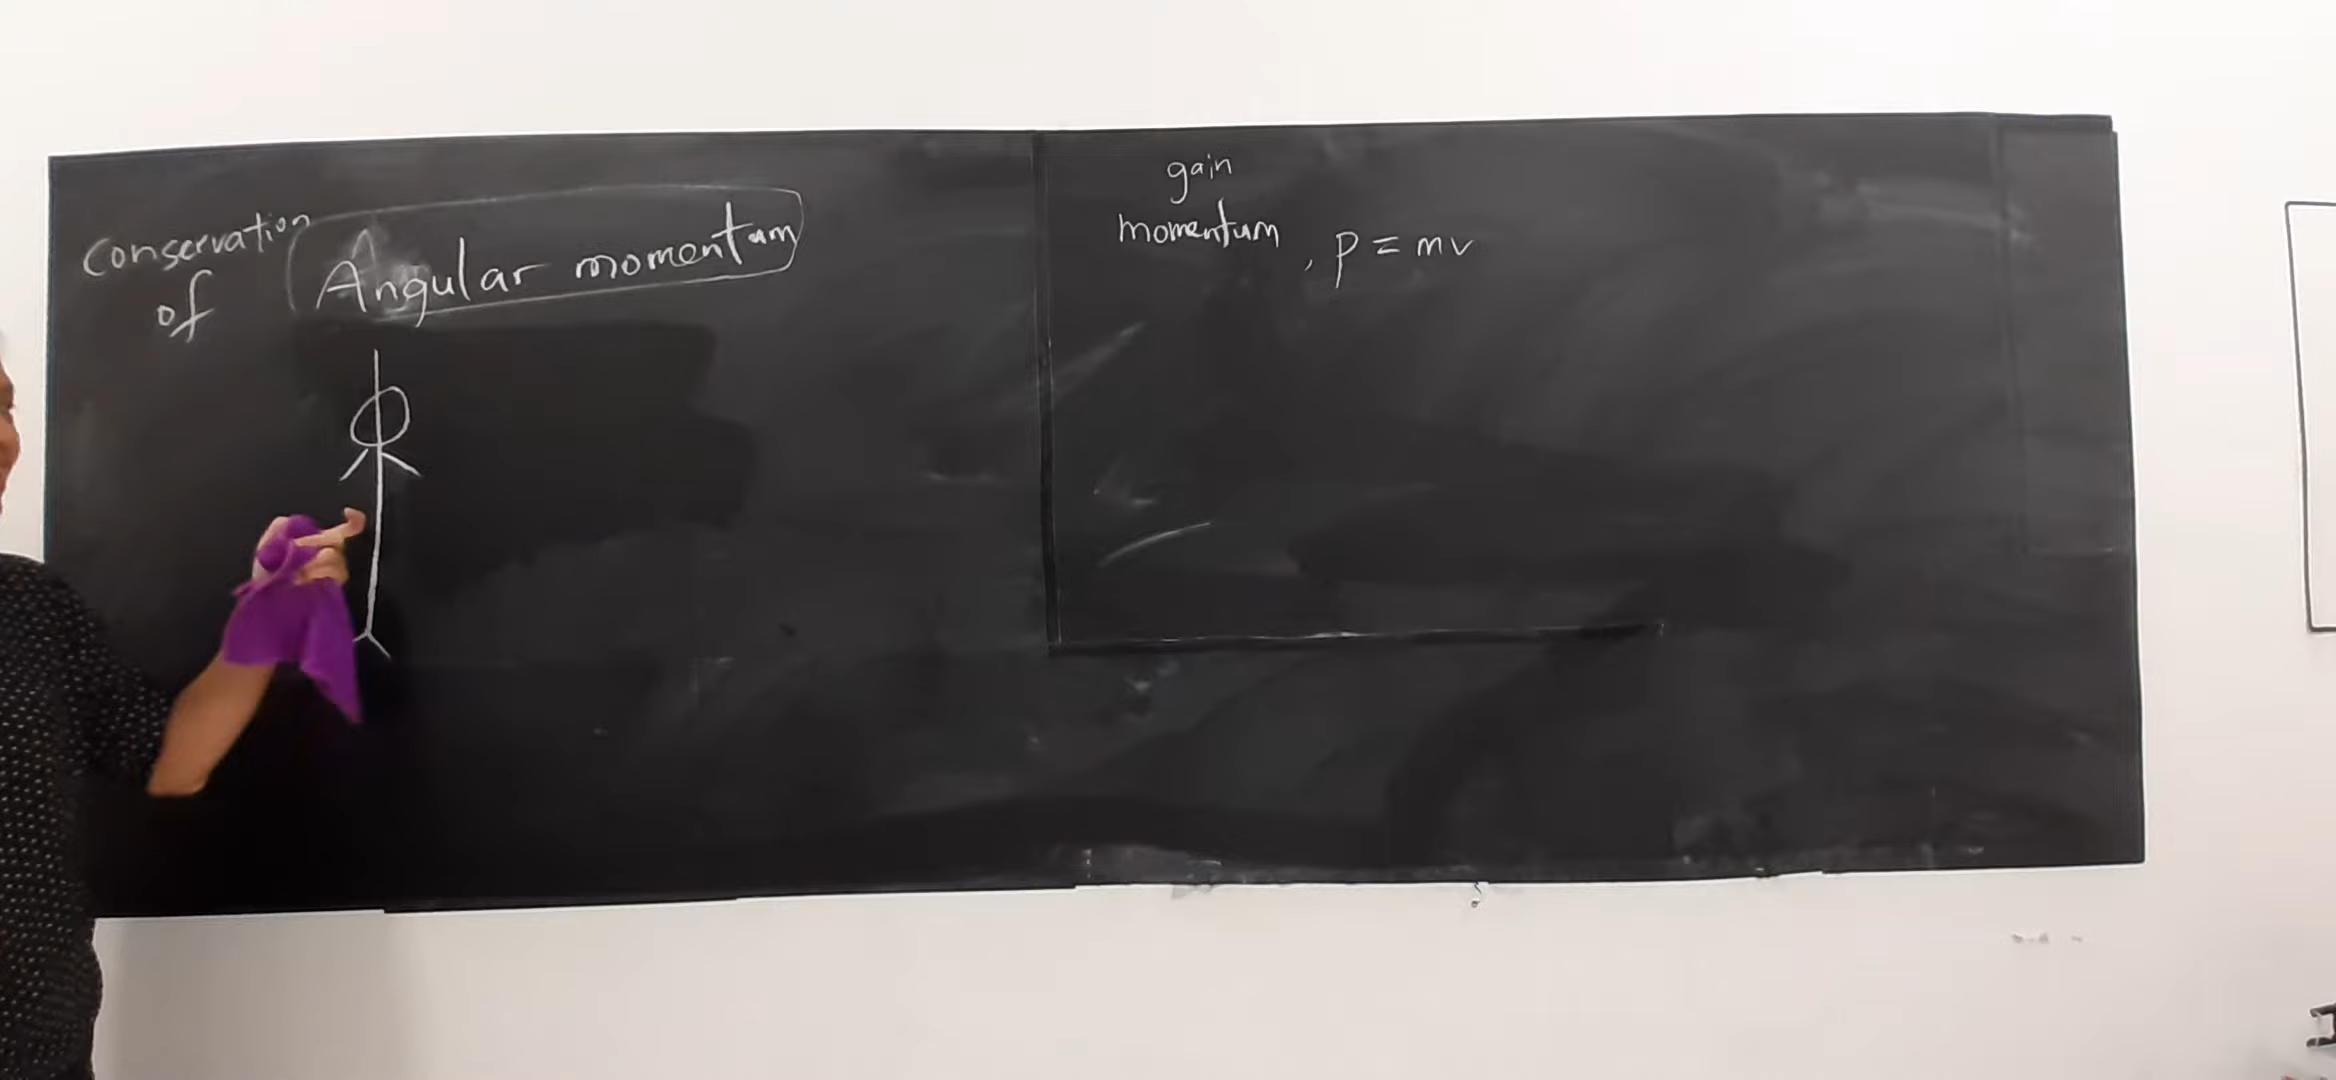 Conservation
of Angular momentum
gain
momentum, p = mv